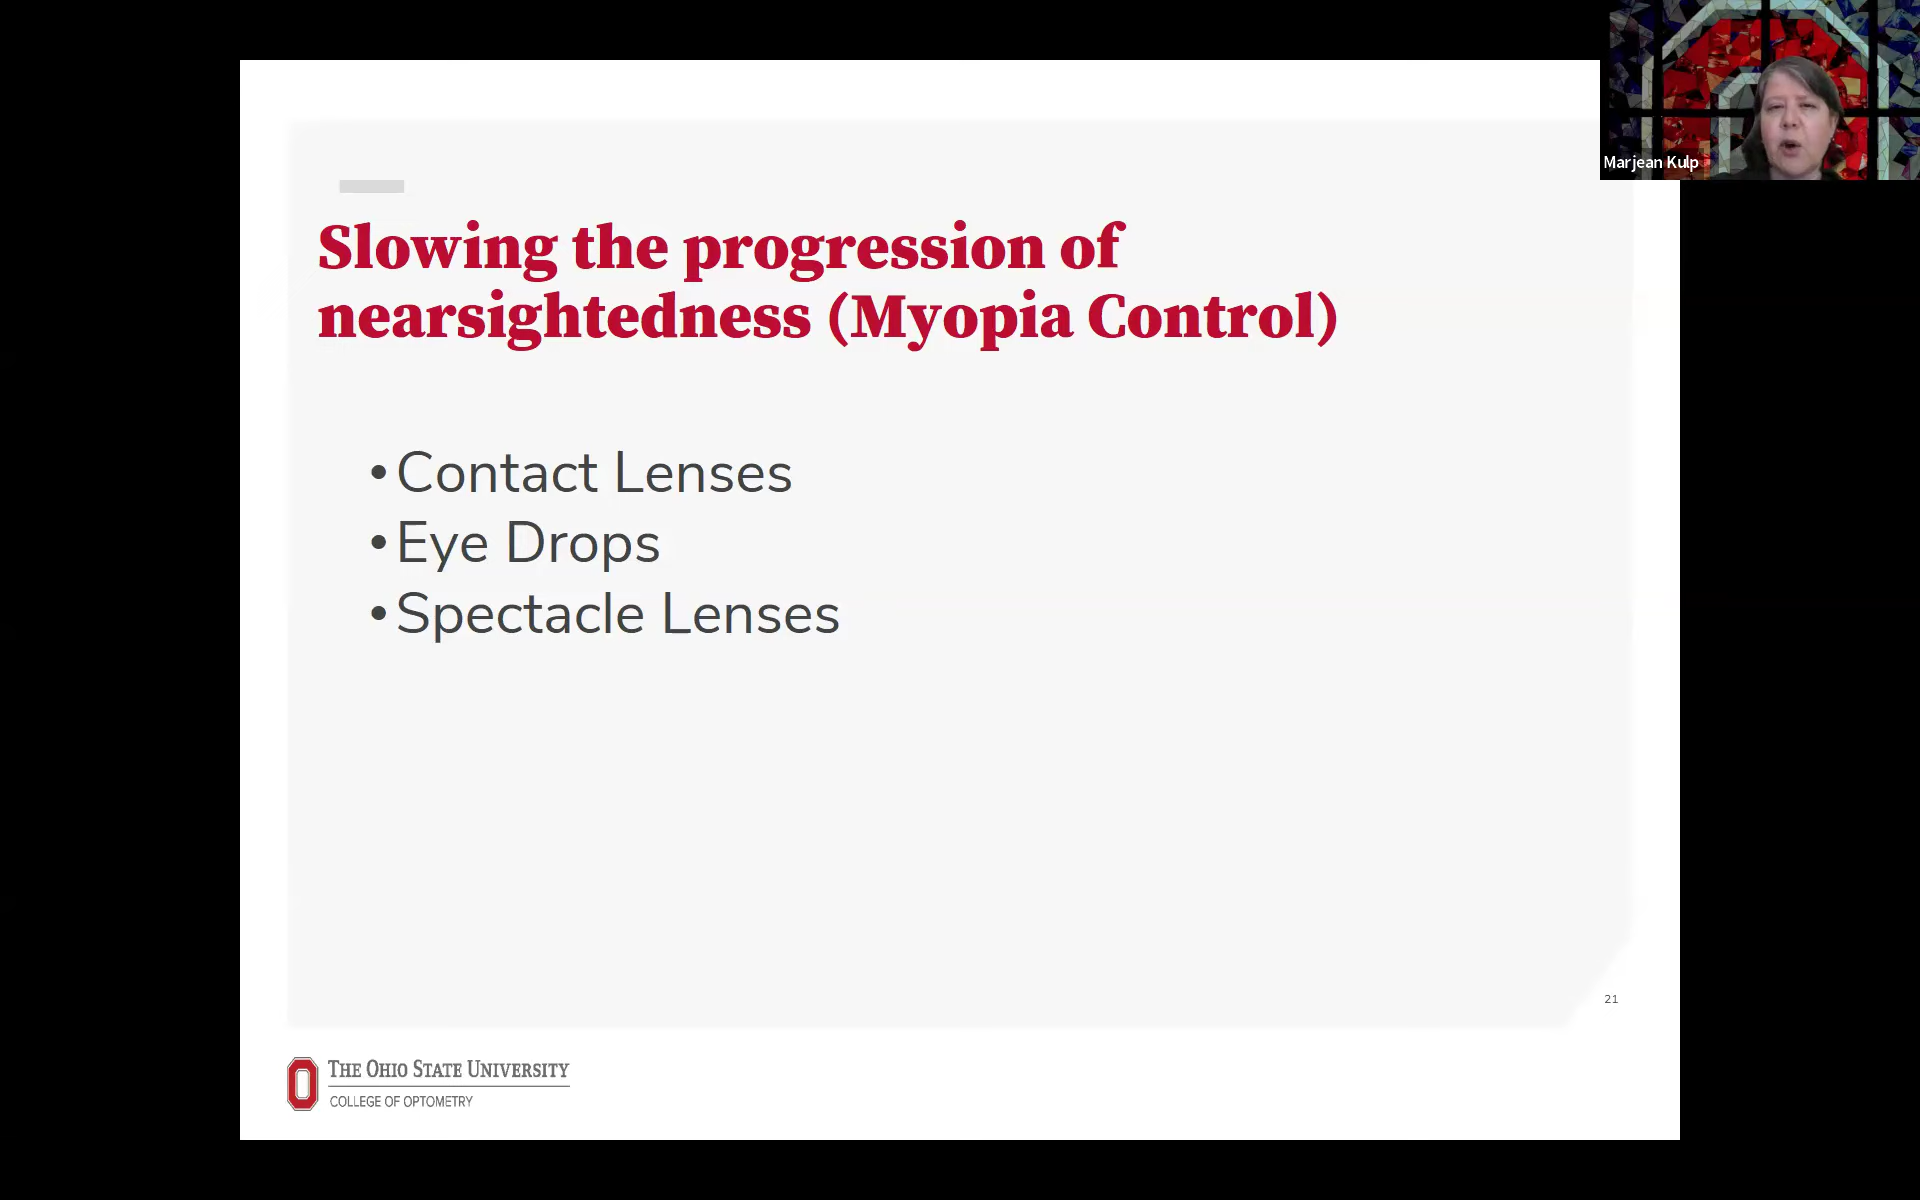 Marjean Kulp
Slowing the progression of
nearsightedness (Myopia Control)
• Contact Lenses
• Eye Drops
• Spectacle Lenses
21
THE OHIO STATE UNIVERSITY
COLLEGE OF OPTOMETRY